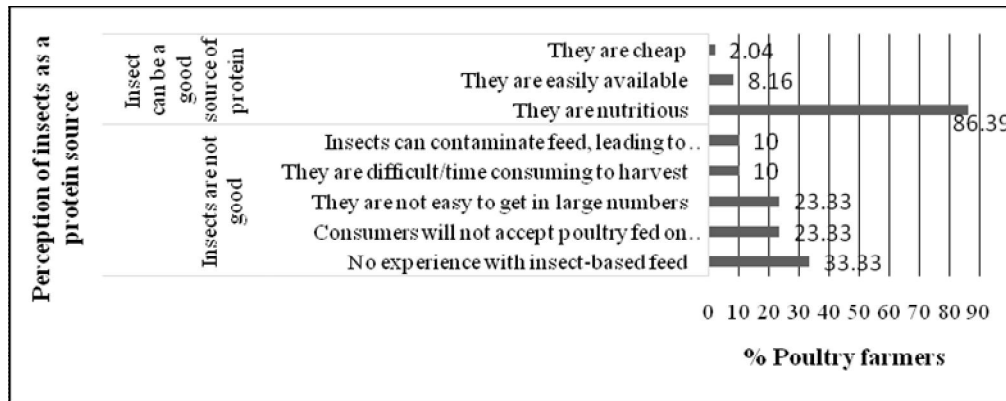 Perception of insects as a
protein source
Insect
can be a
good
source of
protein
They are cheap
2.04
They are easily available
8.16
They are nutritious
86.39
Insects are not
good
Insects can contaminate feed, leading to ..
10
They are difficult/time consuming to harvest
10
They are not easy to get in large numbers
23.33
Consumers will not accept poultry fed on ..
23.33
No experience with insect-based feed
33.33
0 10 20 30 40 50 60 70 80 90
% Poultry farmers